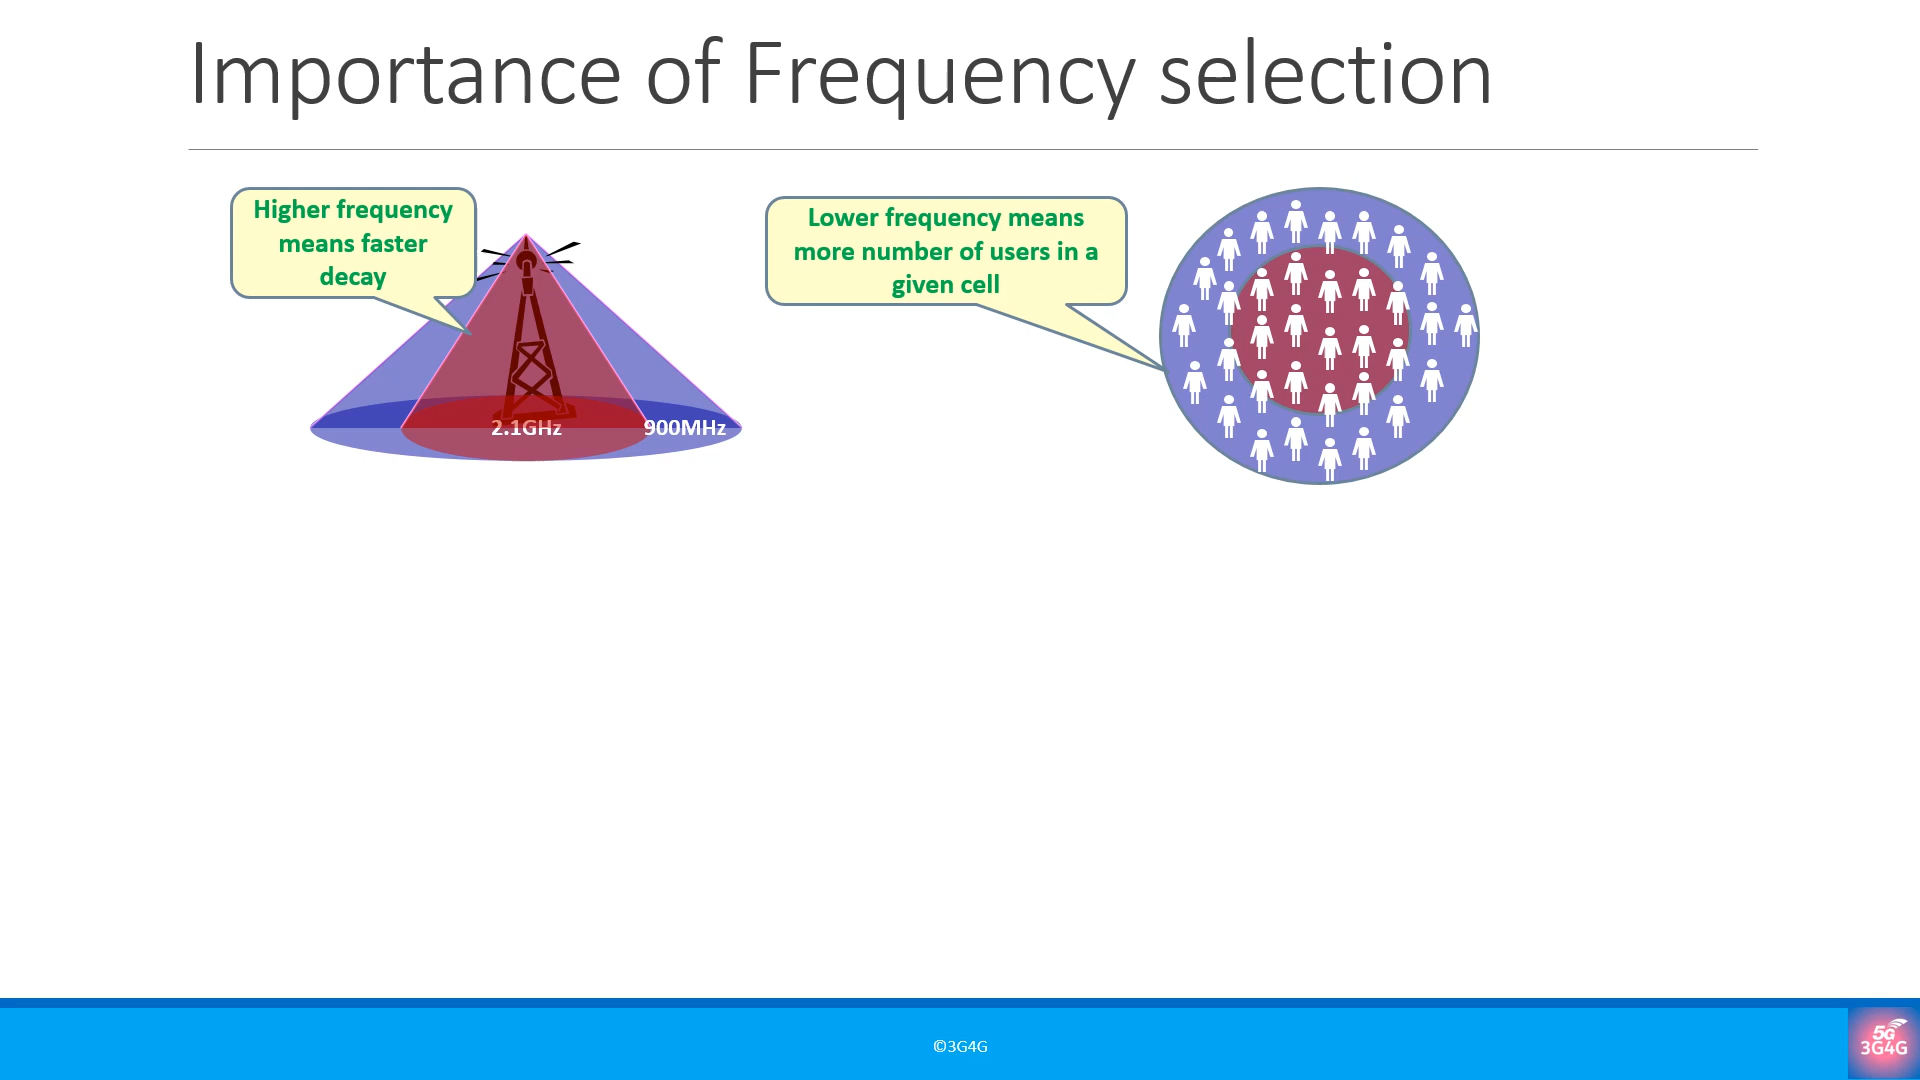 Importance of Frequency selection
Higher frequency
means faster
decay
Lower frequency means
more number of users in a
given cell
2.1GHz
900MHz
©3G4G
5G
3G4G